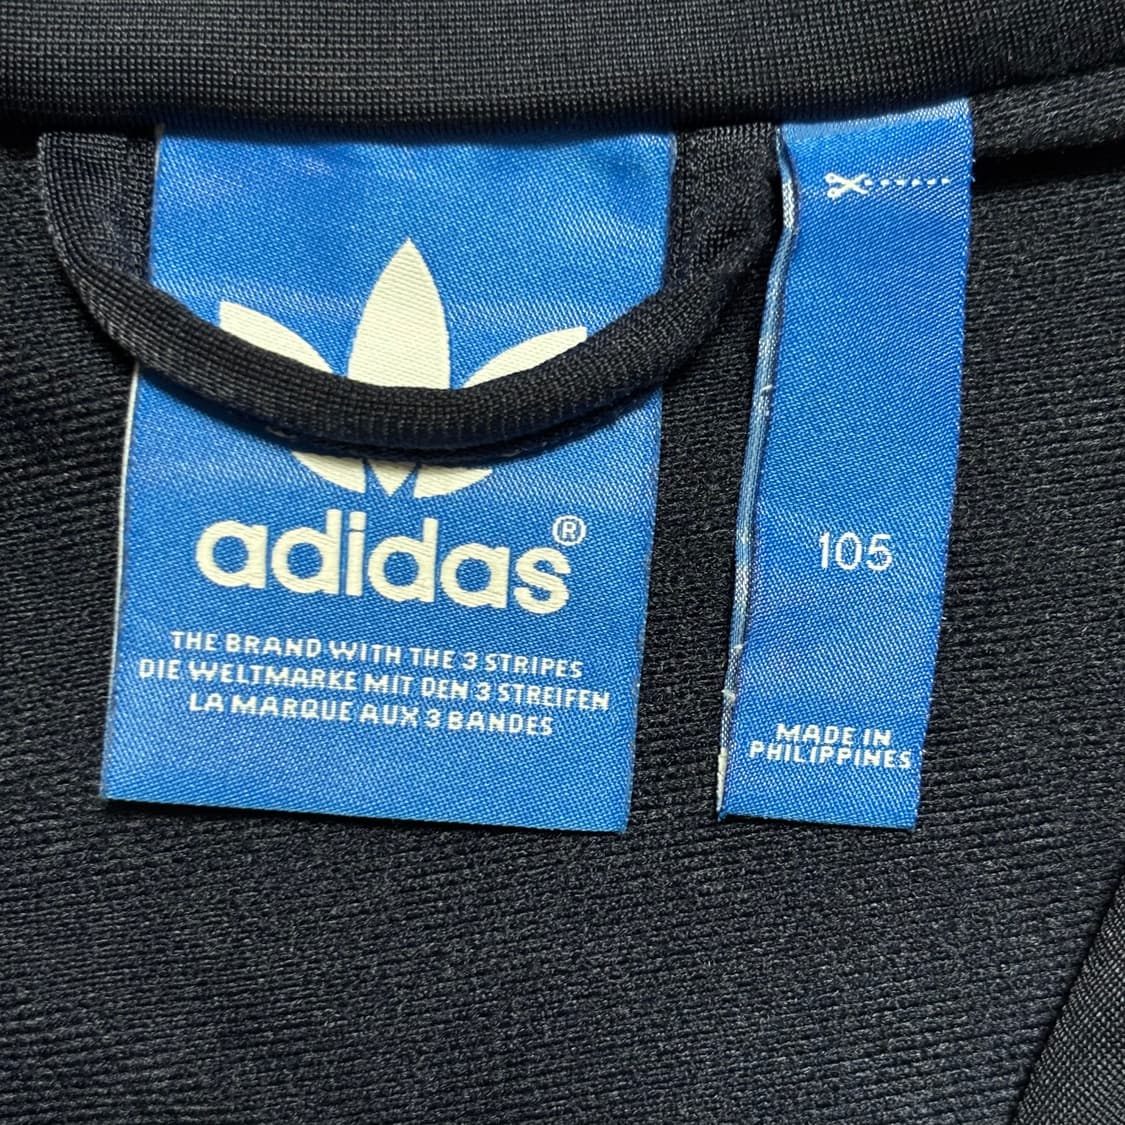 adidas®
THE BRAND WITH THE 3 STRIPES
DIE WELTMARKE MIT DEN 3 STREIFEN
LA MARQUE AUX 3 BANDES
105
MADE IN
PHILIPPINES